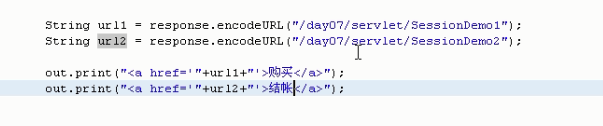 String url1 = response.encodeURL("/day07/servlet/SessionDemo1");
String url2 = response.encodeURL("/day07/servlet/SessionDemo2");
out.print("<a href='"+url1+"'>购买</a>");
out.print("<a href='"+url2+"'>结帐</a>");